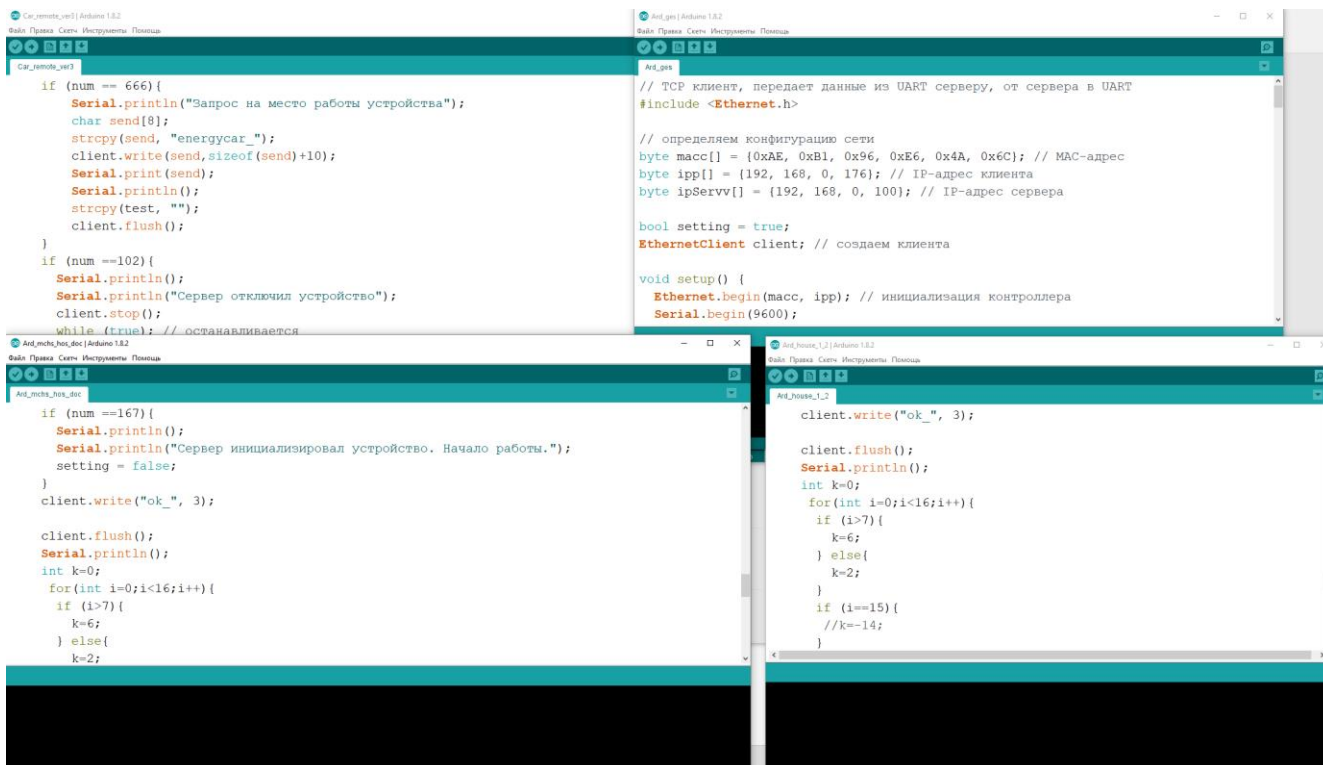 Car_remote_ver3 | Arduino 1.8.2
Файл Правка Скетч Инструменты Помощь
Car_remote_ver3
if (num == 666){
Serial.println("Запрос на место работы устройства");
char send[8];
strcpy(send, "energycar_");
client.write(send,sizeof(send)+10);
Serial.print(send);
Serial.println();
strcpy(test, "");
client.flush();
}
if (num ==102){
Serial.println();
Serial.println("Сервер отключил устройство");
client.stop();
while (true); // останавливается
Ard_ges | Arduino 1.8.2
Файл Правка Скетч Инструменты Помощь
Ard_ges
// TCP клиент, передает данные из UART серверу, от сервера в UART
#include <Ethernet.h>
// определяем конфигурацию сети
byte macc[] = {0xAE, 0xB1, 0x96, 0xE6, 0x4A, 0x6C}; // MAC-адрес
byte ipp[] = {192, 168, 0, 176}; // IP-адрес клиента
byte ipServv[] = {192, 168, 0, 100}; // IP-адрес сервера
bool setting = true;
EthernetClient client; // создаем клиента
void setup() {
Ethernet.begin(macc, ipp); // инициализация контроллера
Serial.begin(9600);
Ard_mchs_hos_doc | Arduino 1.8.2
Файл Правка Скетч Инструменты Помощь
Ard_mchs_hos_doc
if (num ==167){
Serial.println();
Serial.println("Сервер инициализировал устройство. Начало работы.");
setting = false;
}
client.write("ok_", 3);
client.flush();
Serial.println();
int k=0;
for(int i=0;i<16;i++){
if (i>7){
k=6;
} else{
k=2;
Ard_house_1_2 | Arduino 1.8.2
Файл Правка Скетч Инструменты Помощь
Ard_house_1_2
client.write("ok_", 3);
client.flush();
Serial.println();
int k=0;
for(int i=0;i<16;i++){
if (i>7){
k=6;
} else{
k=2;
}
if (i==15){
//k=-14;
}